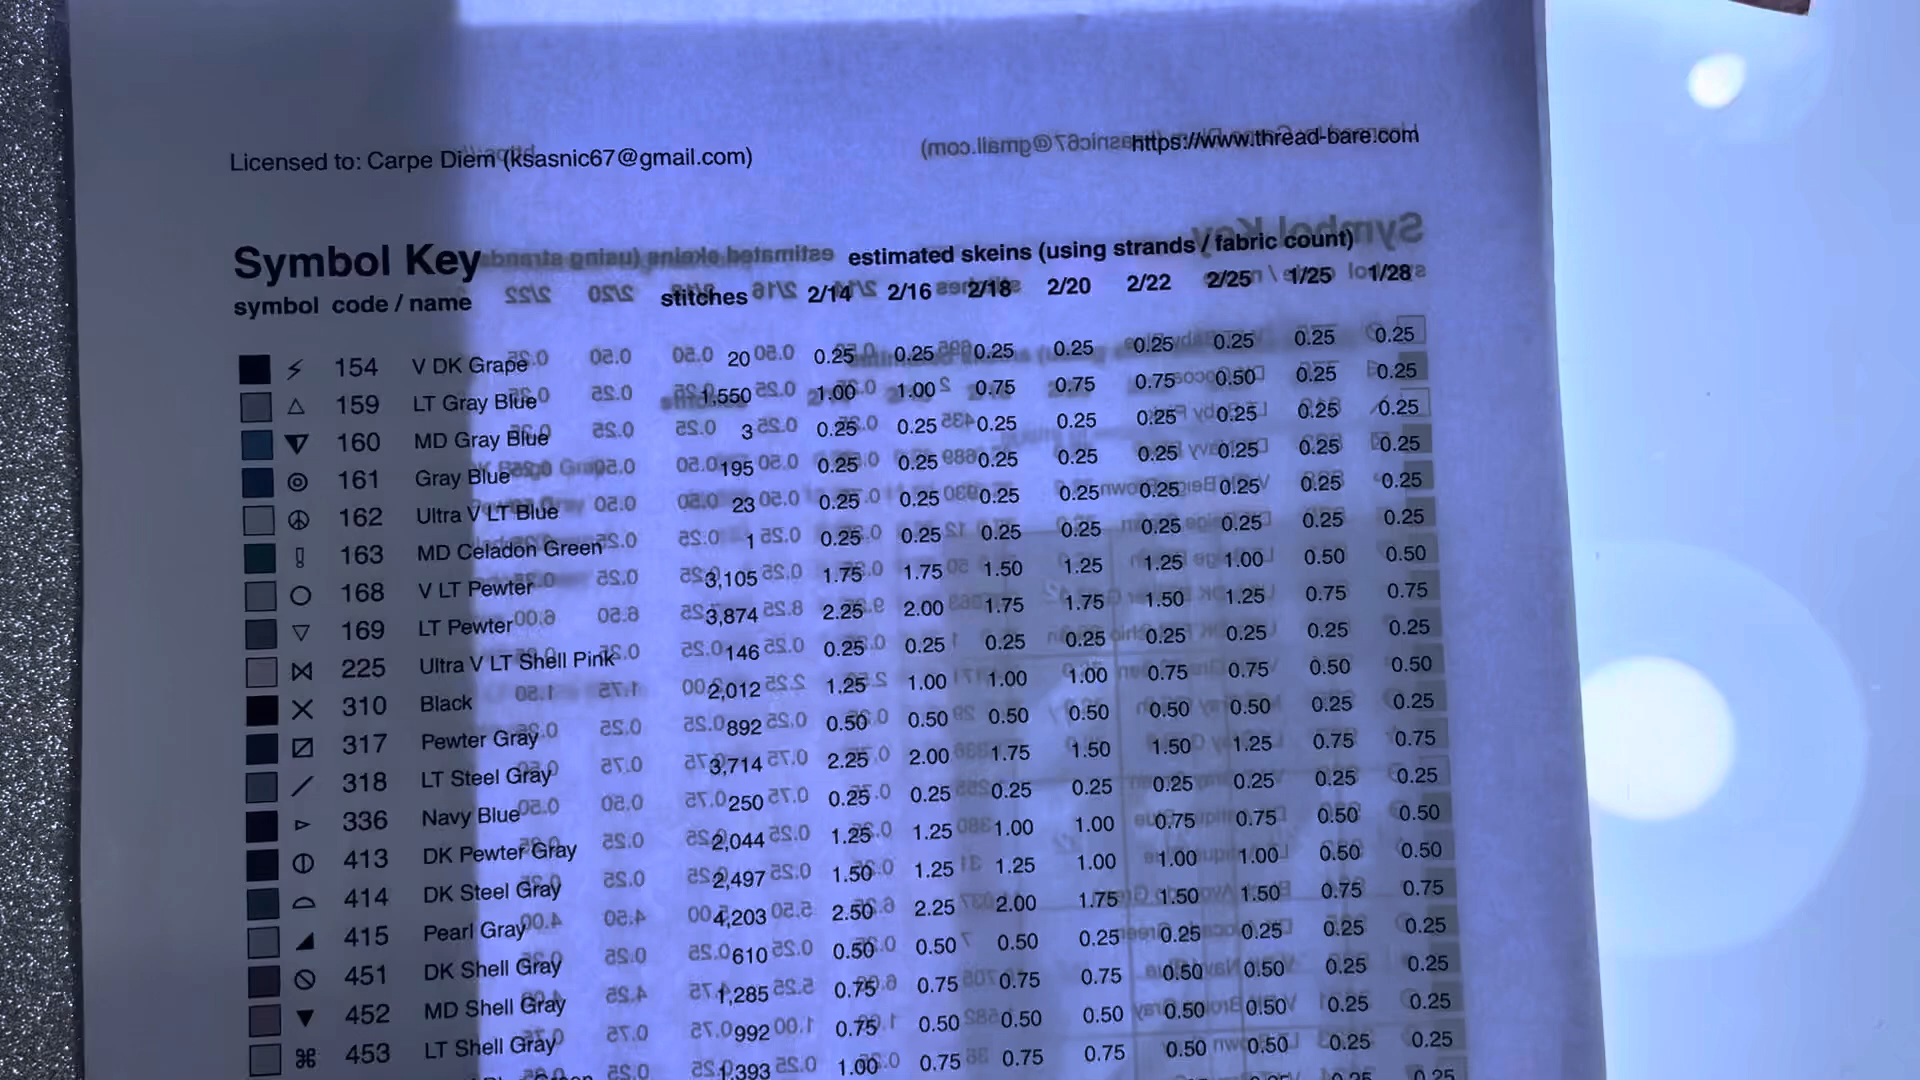 Licensed to: Carpe Diem (ksasnic67@gmail.com) https://www.thread-bare.com
Symbol Key estimated skeins (using strands / fabric count)
symbol code / name stitches 2/14 2/16 2/18 2/20 2/22 2/25 1/25 1/28
154 V DK Grape 20 0.25 0.25 0.25 0.25 0.25 0.25 0.25 0.25
159 LT Gray Blue 1,550 1.00 1.00 0.75 0.75 0.75 0.50 0.25 0.25
160 MD Gray Blue 3 0.25 0.25 0.25 0.25 0.25 0.25 0.25 0.25
161 Gray Blue 195 0.25 0.25 0.25 0.25 0.25 0.25 0.25 0.25
162 Ultra V LT Blue 23 0.25 0.25 0.25 0.25 0.25 0.25 0.25 0.25
163 MD Celadon Green 1 0.25 0.25 0.25 0.25 0.25 0.25 0.25 0.25
168 V LT Pewter 3,105 1.75 1.75 1.50 1.25 1.25 1.00 0.50 0.50
169 LT Pewter 3,874 2.25 2.00 1.75 1.75 1.50 1.25 0.75 0.75
225 Ultra V LT Shell Pink 146 0.25 0.25 0.25 0.25 0.25 0.25 0.25 0.25
310 Black 2,012 1.25 1.00 1.00 1.00 0.75 0.75 0.50 0.50
317 Pewter Gray 892 0.50 0.50 0.50 0.50 0.50 0.50 0.25 0.25
318 LT Steel Gray 3,714 2.25 2.00 1.75 1.50 1.50 1.25 0.75 0.75
336 Navy Blue 250 0.25 0.25 0.25 0.25 0.25 0.25 0.25 0.25
413 DK Pewter Gray 2,044 1.25 1.25 1.00 1.00 0.75 0.75 0.50 0.50
414 DK Steel Gray 2,497 1.50 1.25 1.25 1.00 1.00 1.00 0.50 0.50
415 Pearl Gray 4,203 2.50 2.25 2.00 1.75 1.50 1.50 0.75 0.75
451 DK Shell Gray 610 0.50 0.50 0.50 0.25 0.25 0.25 0.25 0.25
452 MD Shell Gray 1,285 0.75 0.75 0.75 0.75 0.50 0.50 0.25 0.25
453 LT Shell Gray 992 0.75 0.50 0.50 0.50 0.50 0.50 0.25 0.25
1,393 1.00 0.75 0.75 0.75 0.50 0.50 0.25 0.25